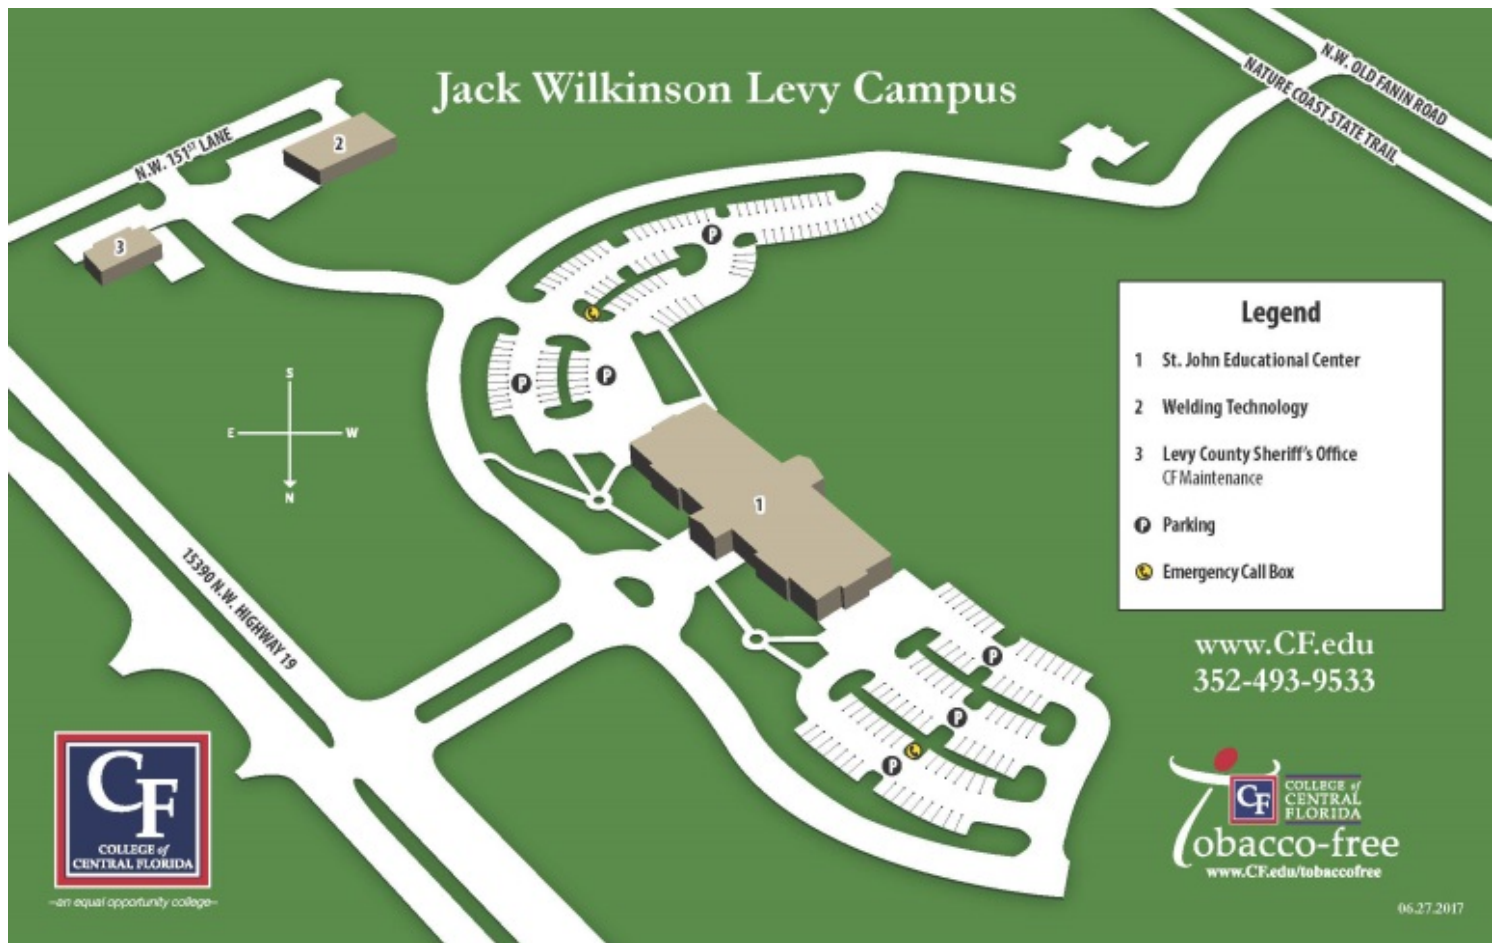 Jack Wilkinson Levy Campus
N.W. OLD FANIN ROAD
NATURE COAST STATE TRAIL
N.W. 151ST LANE
2
3
P
P
P
S
E W
N
1
15390 N.W. HIGHWAY 19
P
P
P
Legend
1 St. John Educational Center
2 Welding Technology
3 Levy County Sheriff's Office
CF Maintenance
P Parking
Emergency Call Box
www.CF.edu
352-493-9533
CF
COLLEGE of
CENTRAL FLORIDA
–an equal opportunity college–
CF
COLLEGE of
CENTRAL
FLORIDA
Tobacco-free
www.CF.edu/tobaccofree
06.27.2017